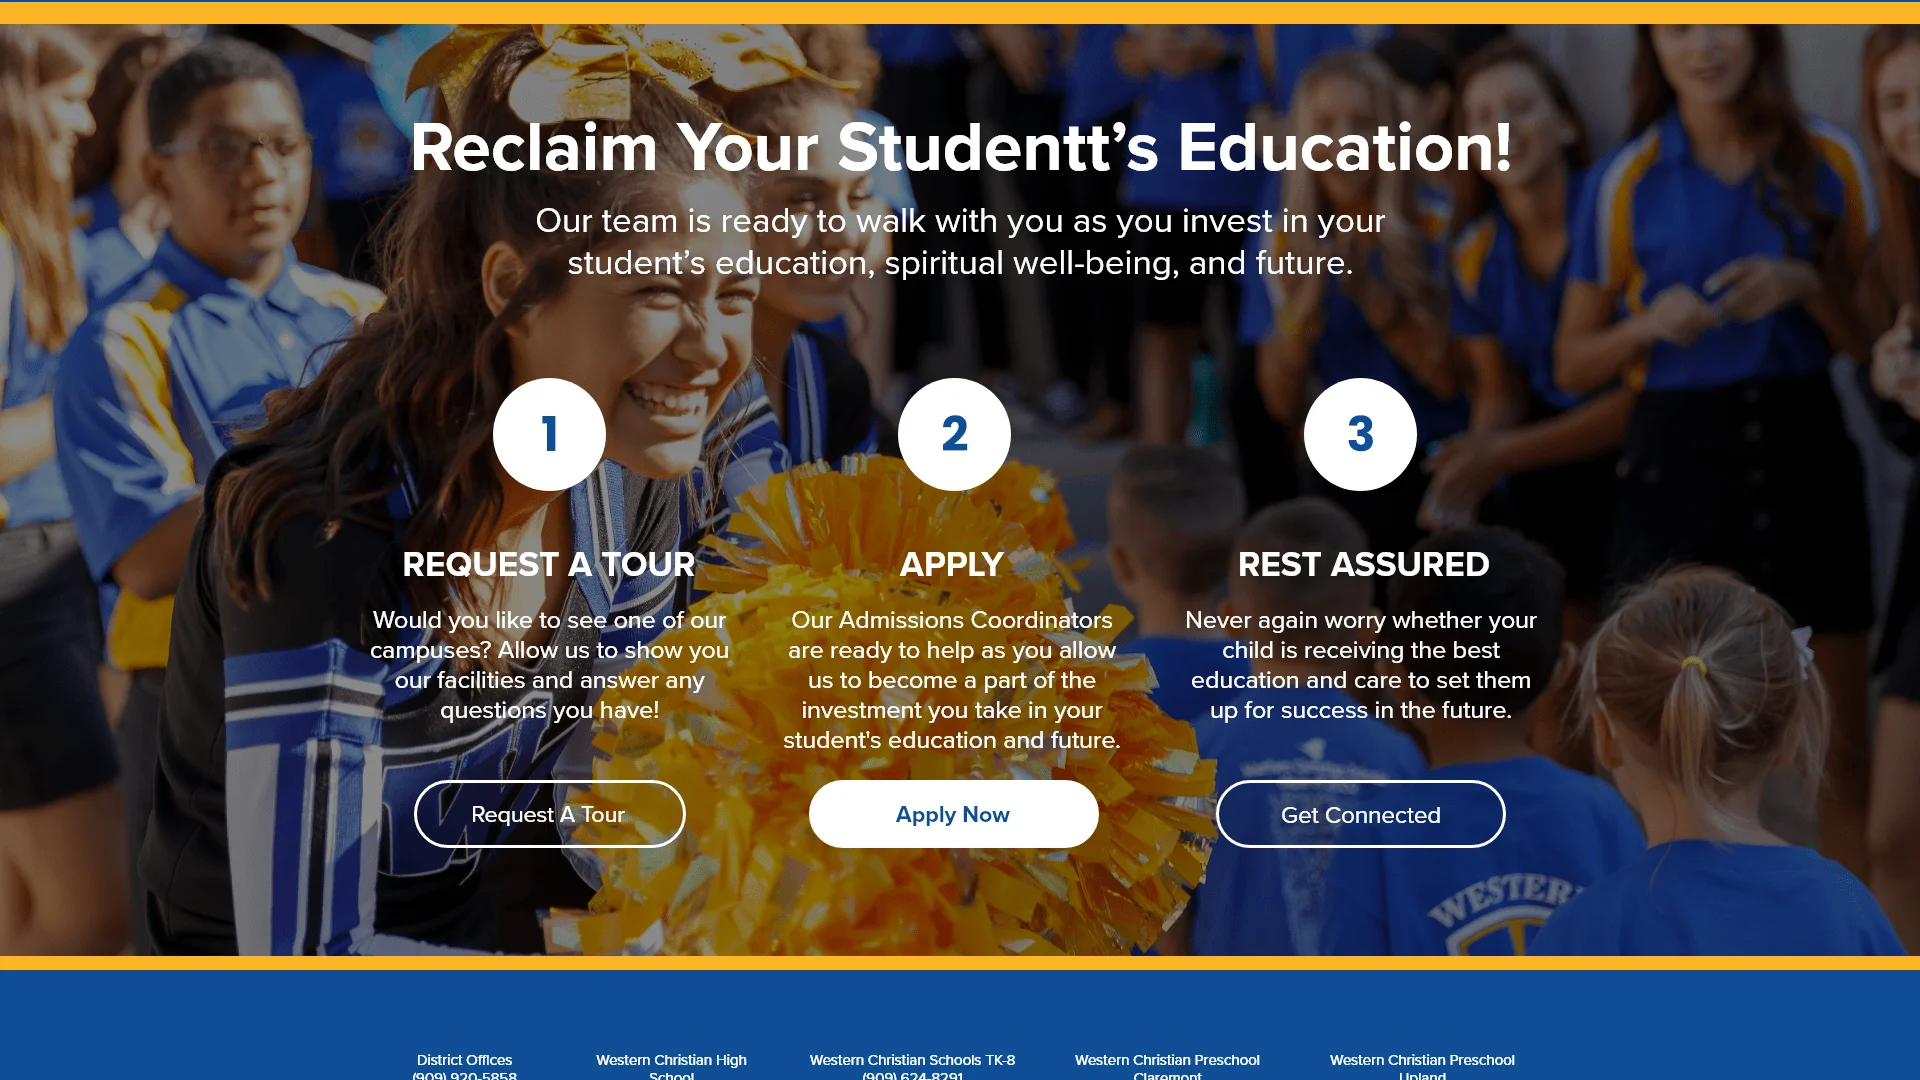 Reclaim Your Studentt’s Education!
Our team is ready to walk with you as you invest in your
student’s education, spiritual well-being, and future.
1
REQUEST A TOUR
Would you like to see one of our
campuses? Allow us to show you
our facilities and answer any
questions you have!
Request A Tour
2
APPLY
Our Admissions Coordinators
are ready to help as you allow
us to become a part of the
investment you take in your
student's education and future.
Apply Now
3
REST ASSURED
Never again worry whether your
child is receiving the best
education and care to set them
up for success in the future.
Get Connected
WESTERN
District Offices
(909) 920-5858
Western Christian High
School
Western Christian Schools TK-8
(909) 624-8291
Western Christian Preschool
Claremont
Western Christian Preschool
Upland